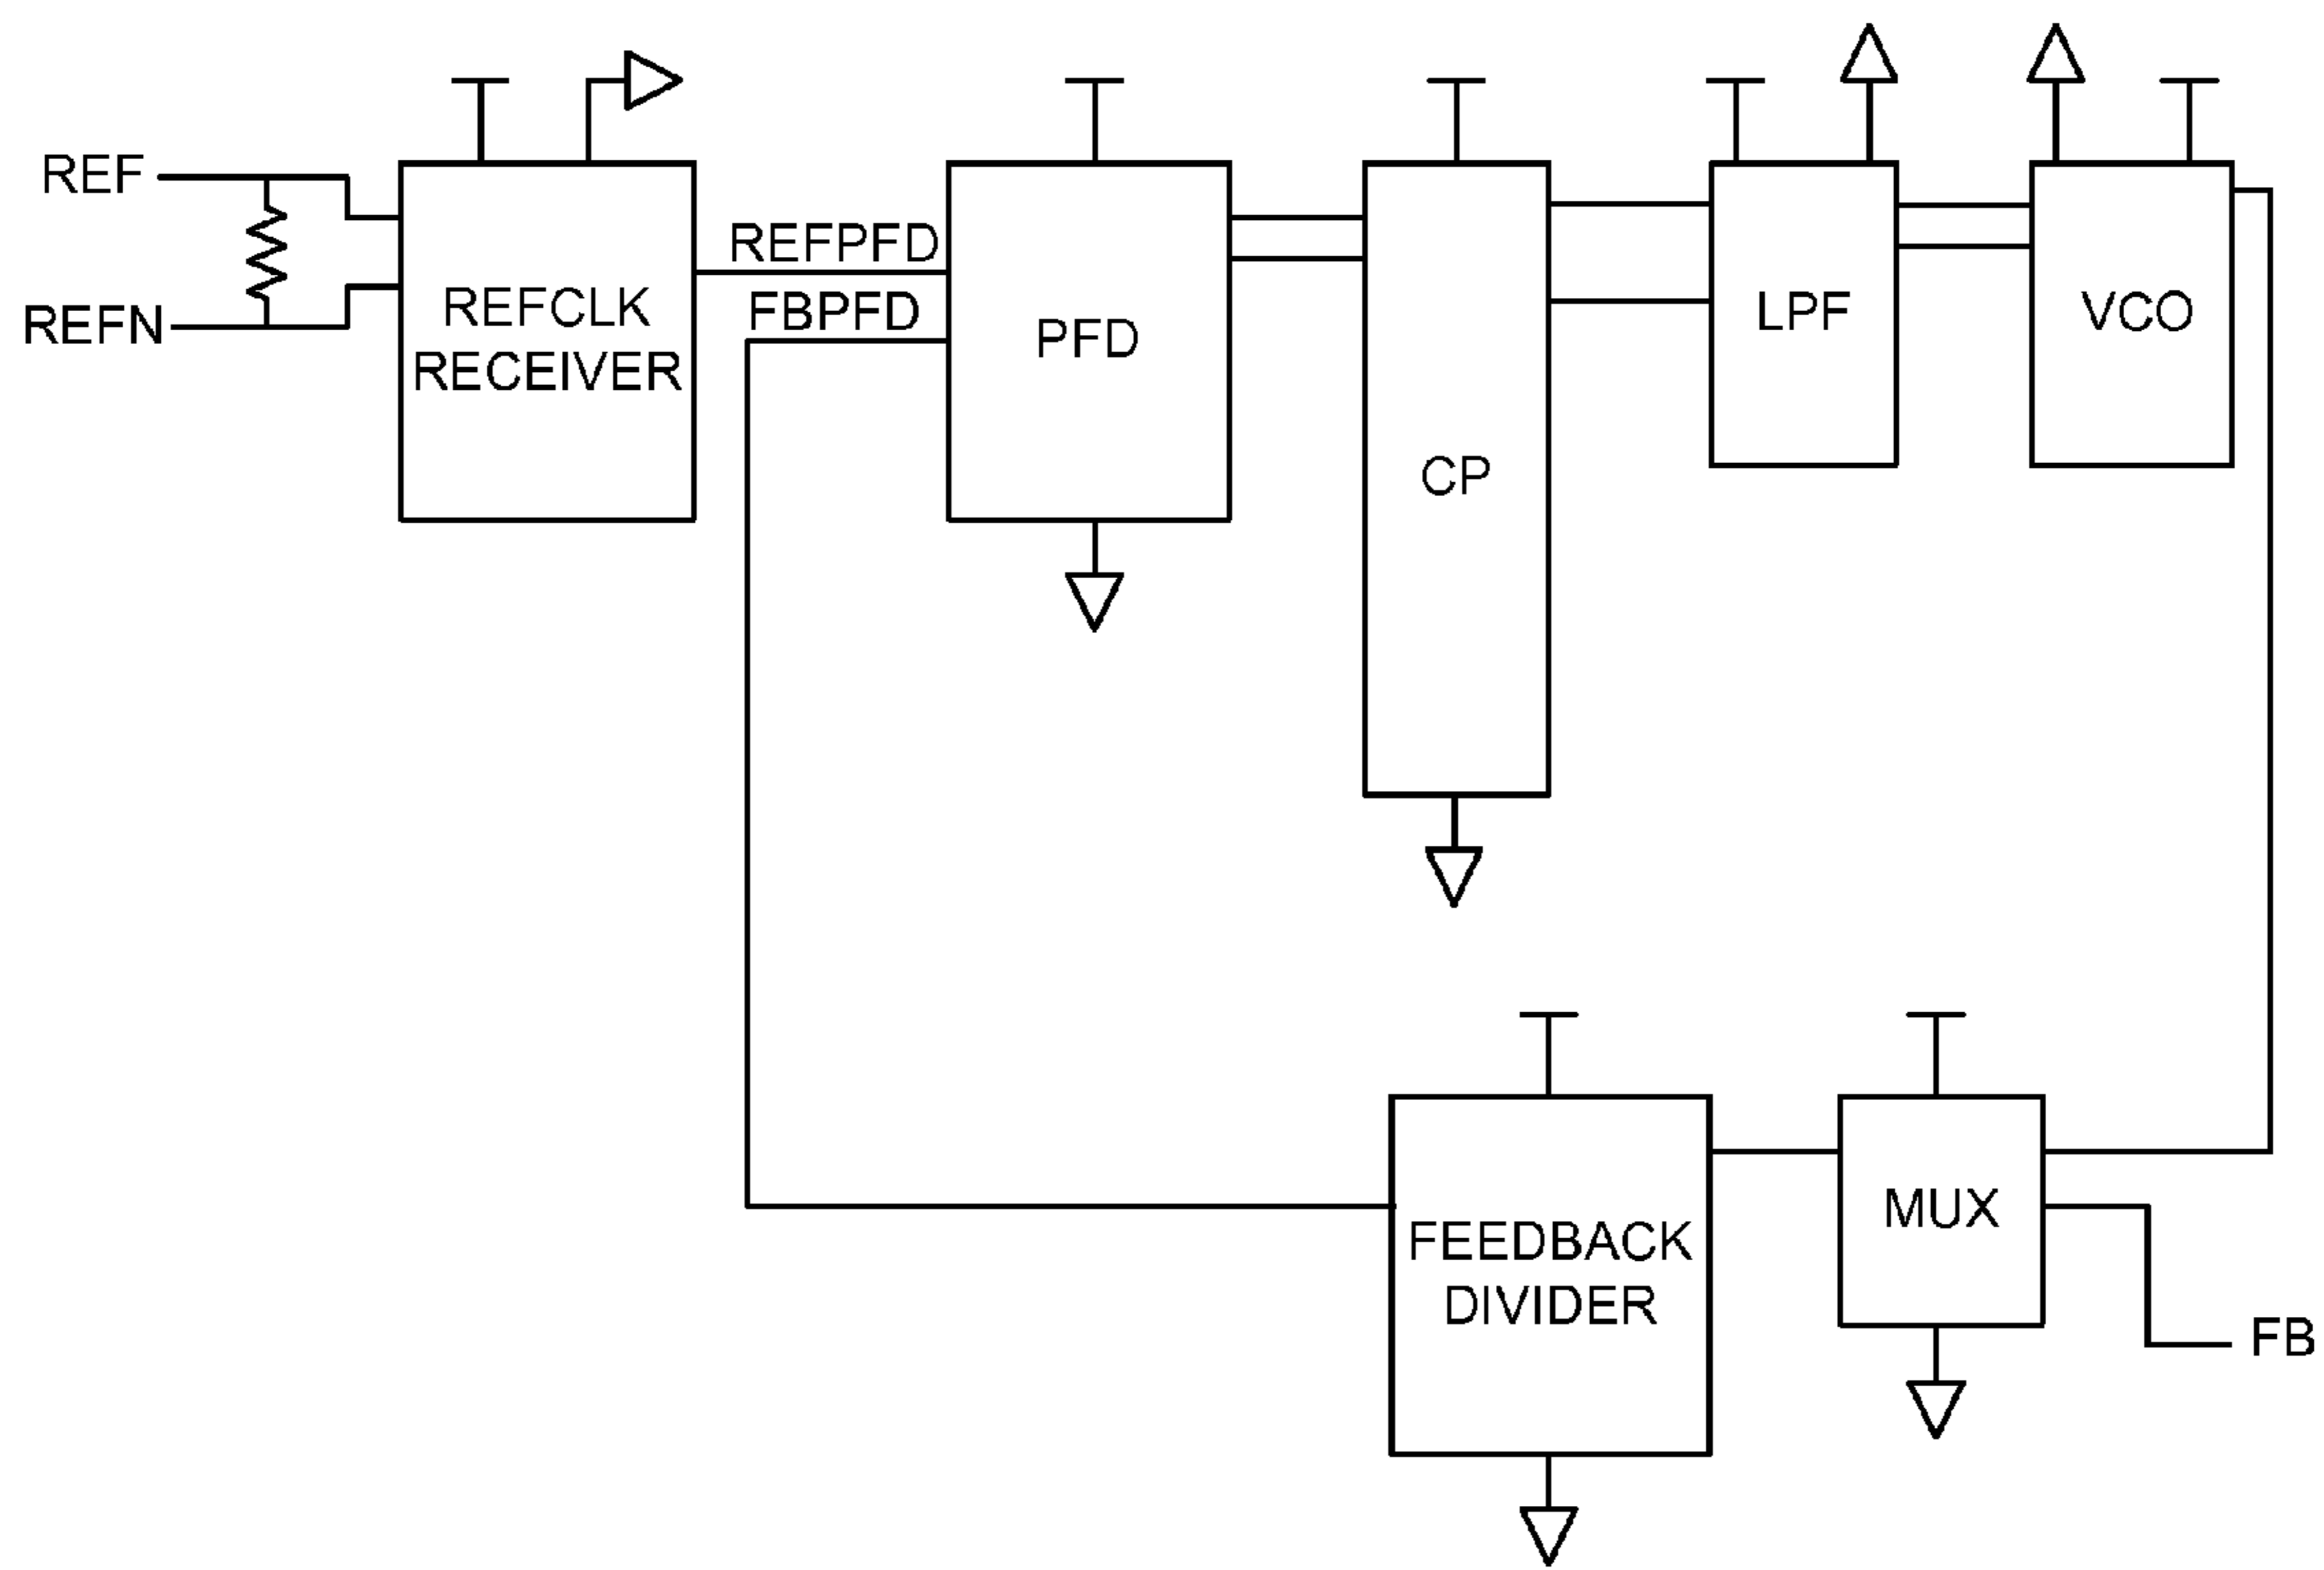 REF
REFN
REFCLK
RECEIVER
REFPFD
FBPFD
PFD
CP
LPF
VCO
FEEDBACK
DIVIDER
MUX
FB